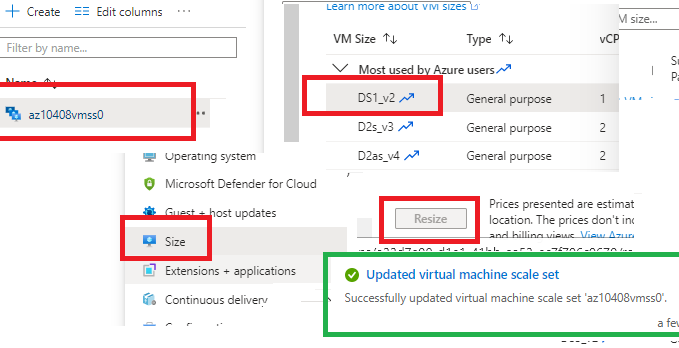 Create
Edit columns
Filter by name...
Name
az10408vmss0
Learn more about VM sizes
VM Size
Type
vCP
Most used by Azure users
DS1_v2
General purpose
1
D2s_v3
General purpose
2
D2as_v4
General purpose
2
M size...
Su
Pa
Operating system
Microsoft Defender for Cloud
Guest + host updates
Size
Extensions + applications
Continuous delivery
Configuration
Resize
Prices presented are estimat
location. The prices don't inc
and billing views. View Azure
Updated virtual machine scale set
Successfully updated virtual machine scale set 'az10408vmss0'.
a few